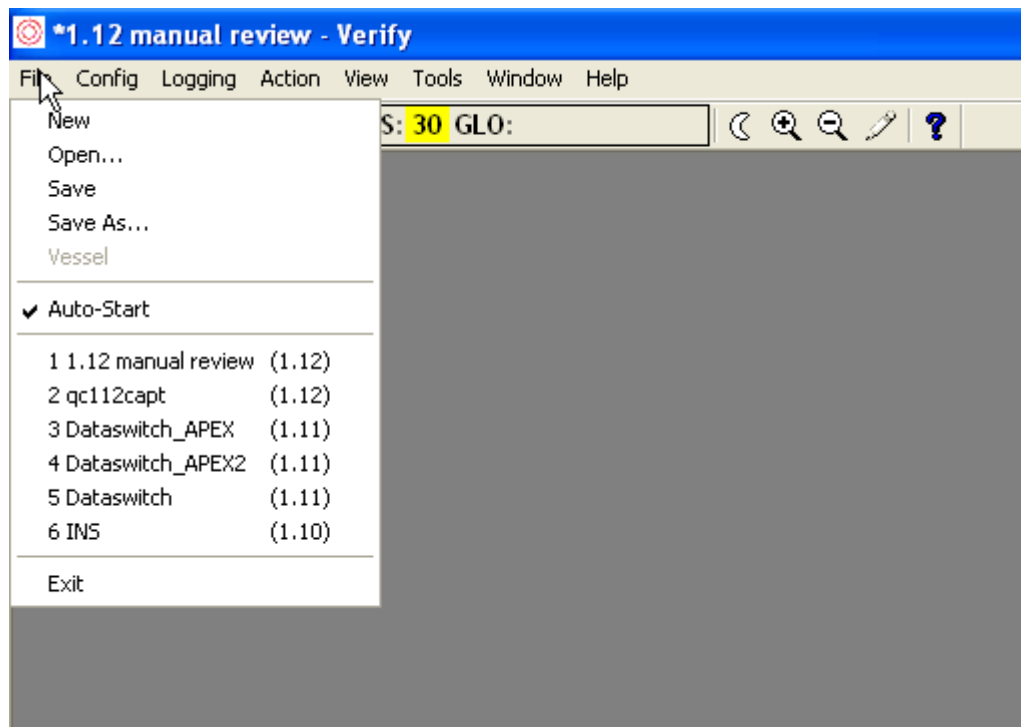 *1.12 manual review - Verify
File Config Logging Action View Tools Window Help
S: 30 GLO:
New
Open...
Save
Save As...
Vessel
Auto-Start
1 1.12 manual review (1.12)
2 qc112capt (1.12)
3 Dataswitch_APEX (1.11)
4 Dataswitch_APEX2 (1.11)
5 Dataswitch (1.11)
6 INS (1.10)
Exit